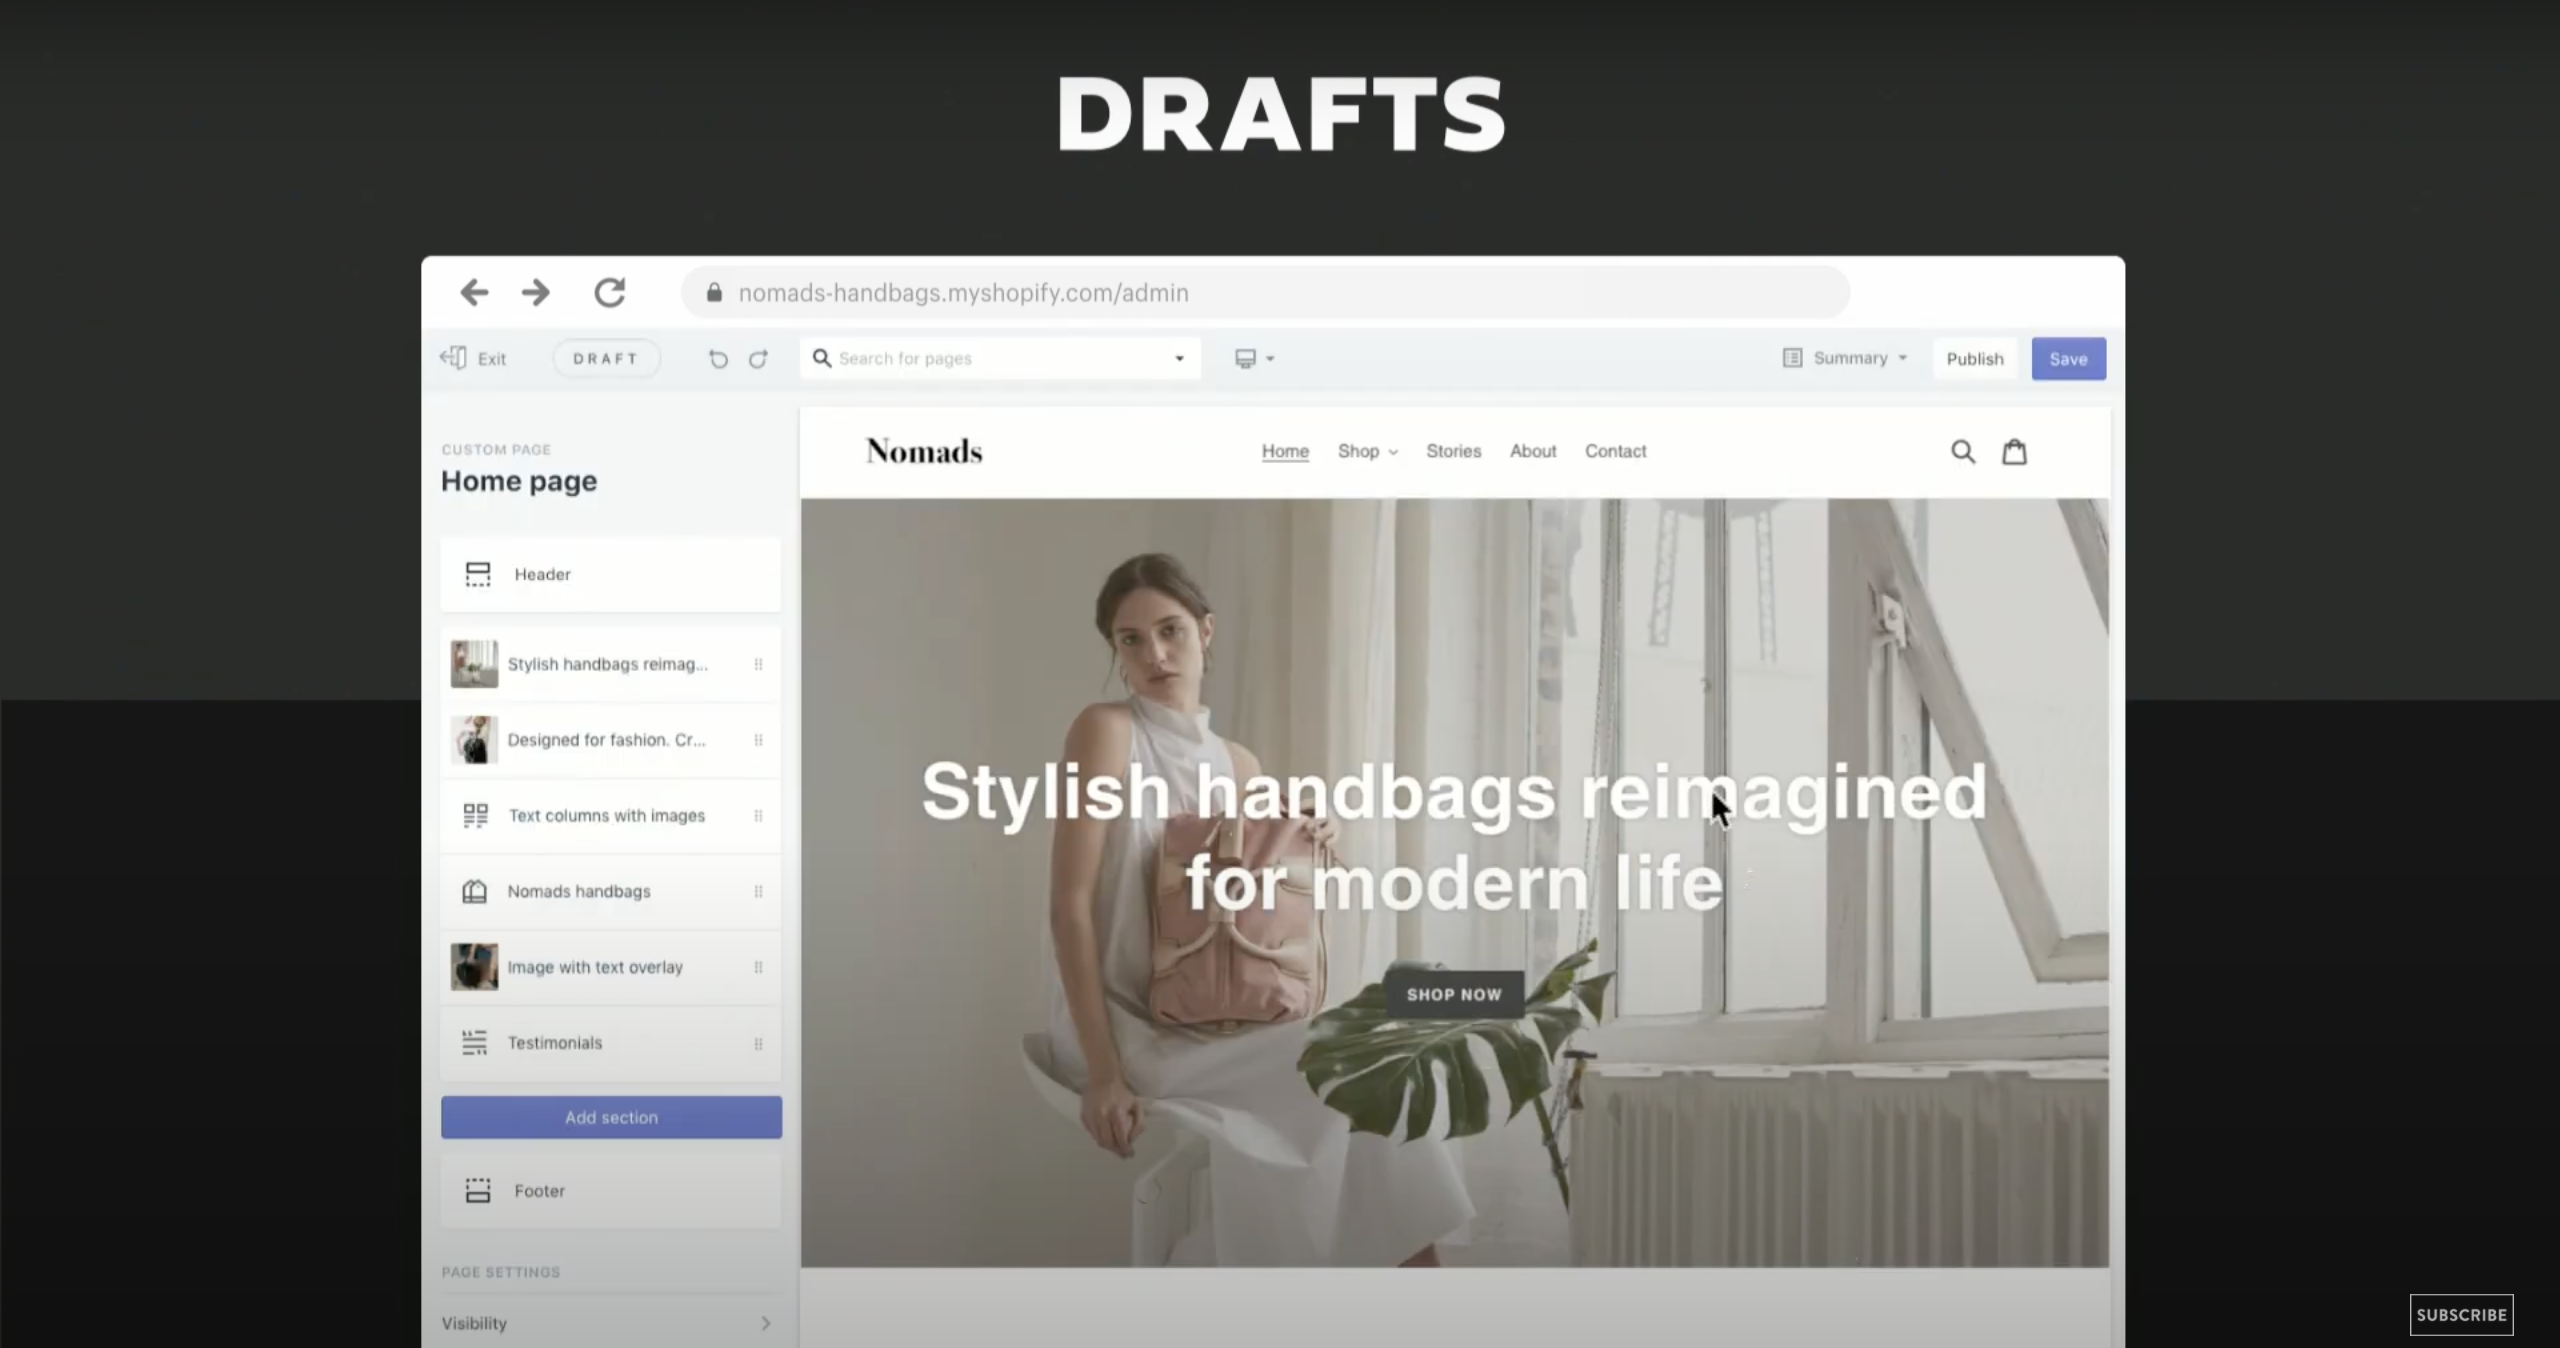 DRAFTS
nomads-handbags.myshopify.com/admin
Exit
DRAFT
Search for pages
Summary
Publish
Save
CUSTOM PAGE
Home page
Header
Stylish handbags reimag...
Designed for fashion. Cr...
Text columns with images
Nomads handbags
Image with text overlay
Testimonials
Add section
Footer
PAGE SETTINGS
Visibility
Nomads
Home Shop Stories About Contact
Stylish handbags reimagined
for modern life
SHOP NOW
SUBSCRIBE